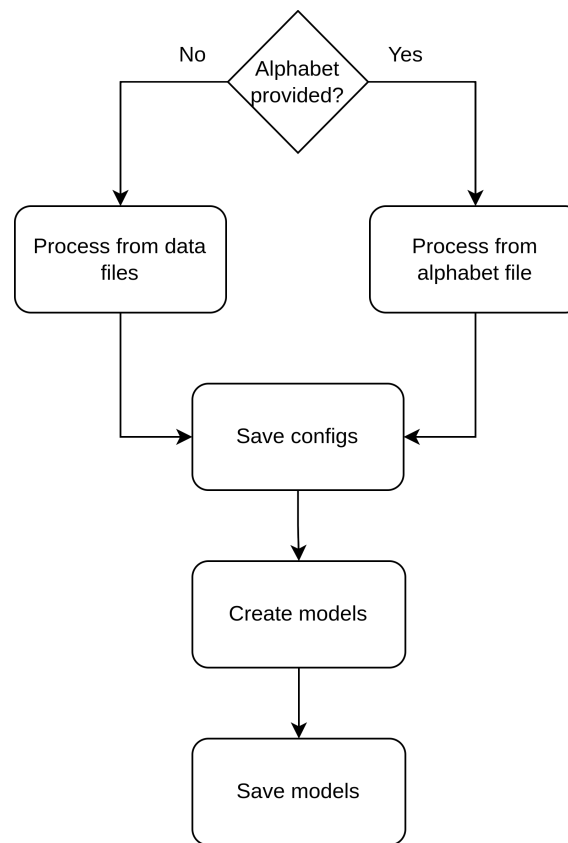 No
Yes
Alphabet
provided?
Process from data
files
Process from
alphabet file
Save configs
Create models
Save models